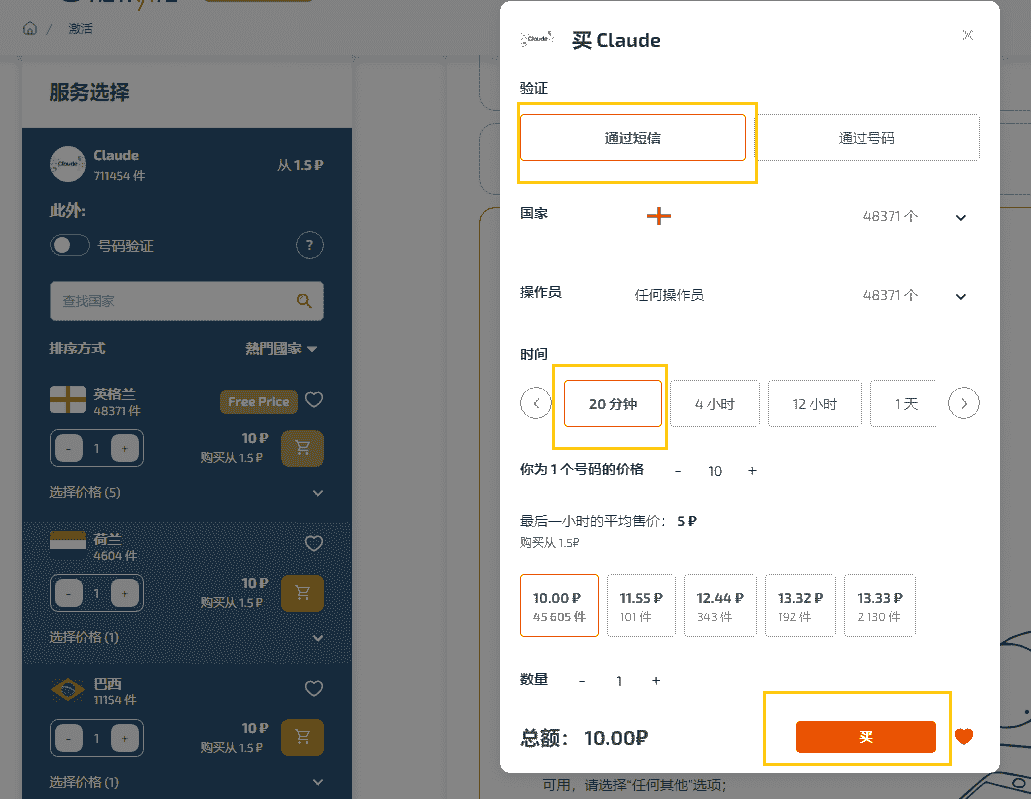 激活
服务选择
Claude
711454 件
从 1.5 ₽
此外:
号码验证
?
查找国家
排序方式
熱門國家
英格兰
48371 件
Free Price
- 1 +
10 ₽
购买从 1.5 ₽
选择价格 (5)
荷兰
4604 件
- 1 +
10 ₽
购买从 1.5 ₽
选择价格 (1)
巴西
11154 件
- 1 +
10 ₽
购买从 1.5 ₽
选择价格 (1)
Claude
买 Claude
验证
通过短信
通过号码
国家
48371 个
操作员
任何操作员
48371 个
时间
20 分钟
4 小时
12 小时
1 天
你为 1 个号码的价格
- 10 +
最后一小时的平均售价： 5 ₽
购买从 1.5₽
10.00 ₽
45 605 件
11.55 ₽
101 件
12.44 ₽
343 件
13.32 ₽
192 件
13.33 ₽
2 130 件
数量
- 1 +
总额： 10.00₽
买
可用，请选择“任何其他”选项；